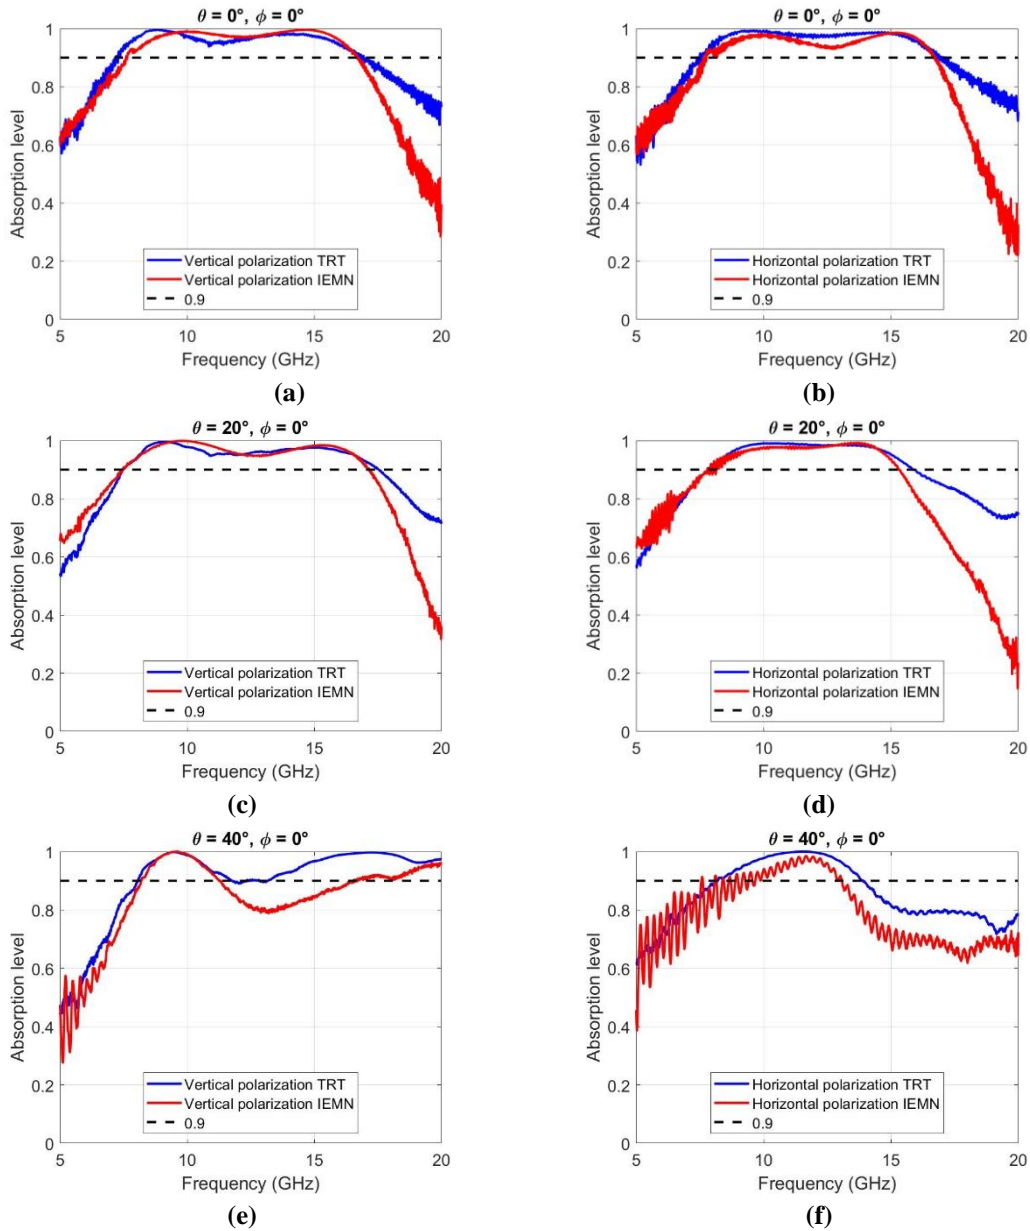 θ = 0°, ϕ = 0°
1
0.8
0.6
0.4
0.2
0
Absorption level
Vertical polarization TRT
Vertical polarization IEMN
0.9
5 10 15 20
Frequency (GHz)
(a)
θ = 0°, ϕ = 0°
1
0.8
0.6
0.4
0.2
0
Absorption level
Horizontal polarization TRT
Horizontal polarization IEMN
0.9
5 10 15 20
Frequency (GHz)
(b)
θ = 20°, ϕ = 0°
1
0.8
0.6
0.4
0.2
0
Absorption level
Vertical polarization TRT
Vertical polarization IEMN
0.9
5 10 15 20
Frequency (GHz)
(c)
θ = 20°, ϕ = 0°
1
0.8
0.6
0.4
0.2
0
Absorption level
Horizontal polarization TRT
Horizontal polarization IEMN
0.9
5 10 15 20
Frequency (GHz)
(d)
θ = 40°, ϕ = 0°
1
0.8
0.6
0.4
0.2
0
Absorption level
Vertical polarization TRT
Vertical polarization IEMN
0.9
5 10 15 20
Frequency (GHz)
(e)
θ = 40°, ϕ = 0°
1
0.8
0.6
0.4
0.2
0
Absorption level
Horizontal polarization TRT
Horizontal polarization IEMN
0.9
5 10 15 20
Frequency (GHz)
(f)